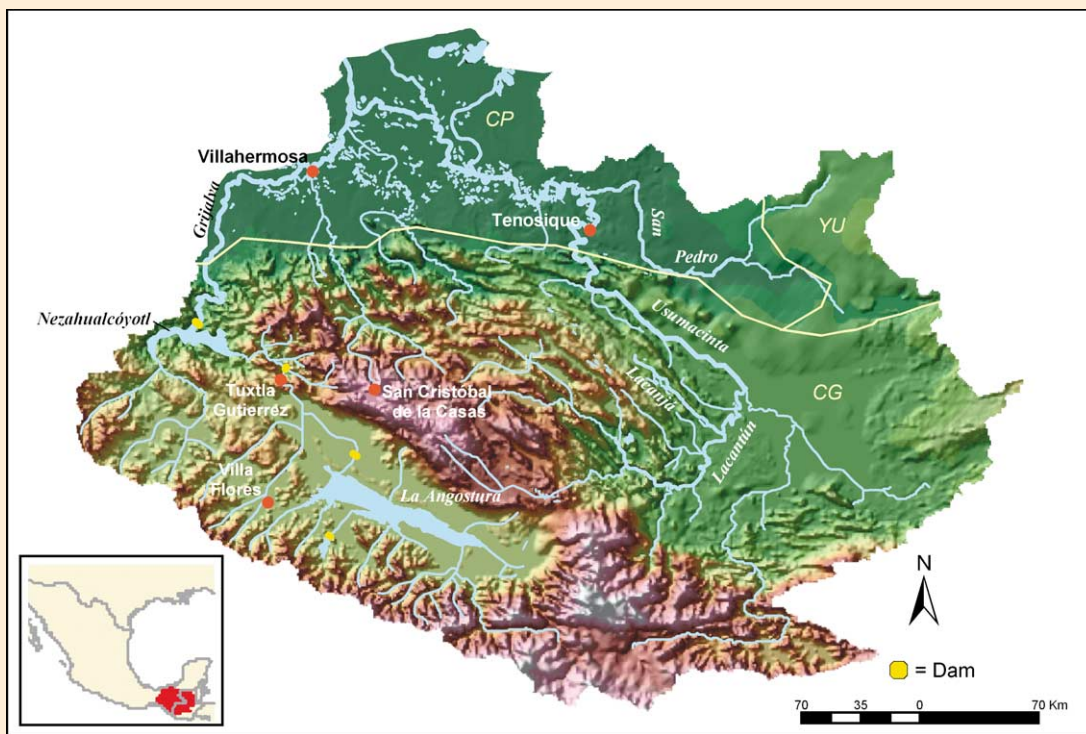 CP
Villahermosa
Grijalva
Tenosique
San
Pedro
YU
Nezahualcóyotl
Usumacinta
Tuxtla
Gutierréz
San Cristóbal
de la Casas
Lacanjá
CG
Lacantún
Villa
Flores
La Angostura
N
= Dam
70 35 0 70 Km